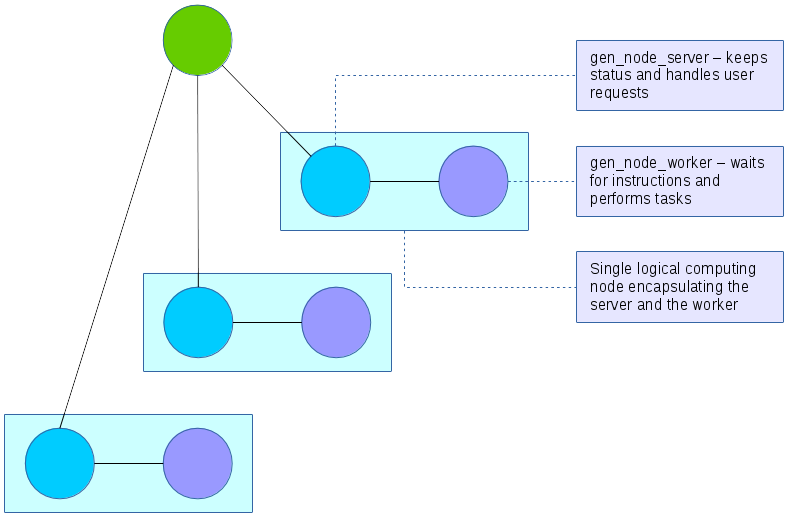 gen_node_server – keeps
status and handles user
requests
gen_node_worker – waits
for instructions and
performs tasks
Single logical computing
node encapsulating the
server and the worker